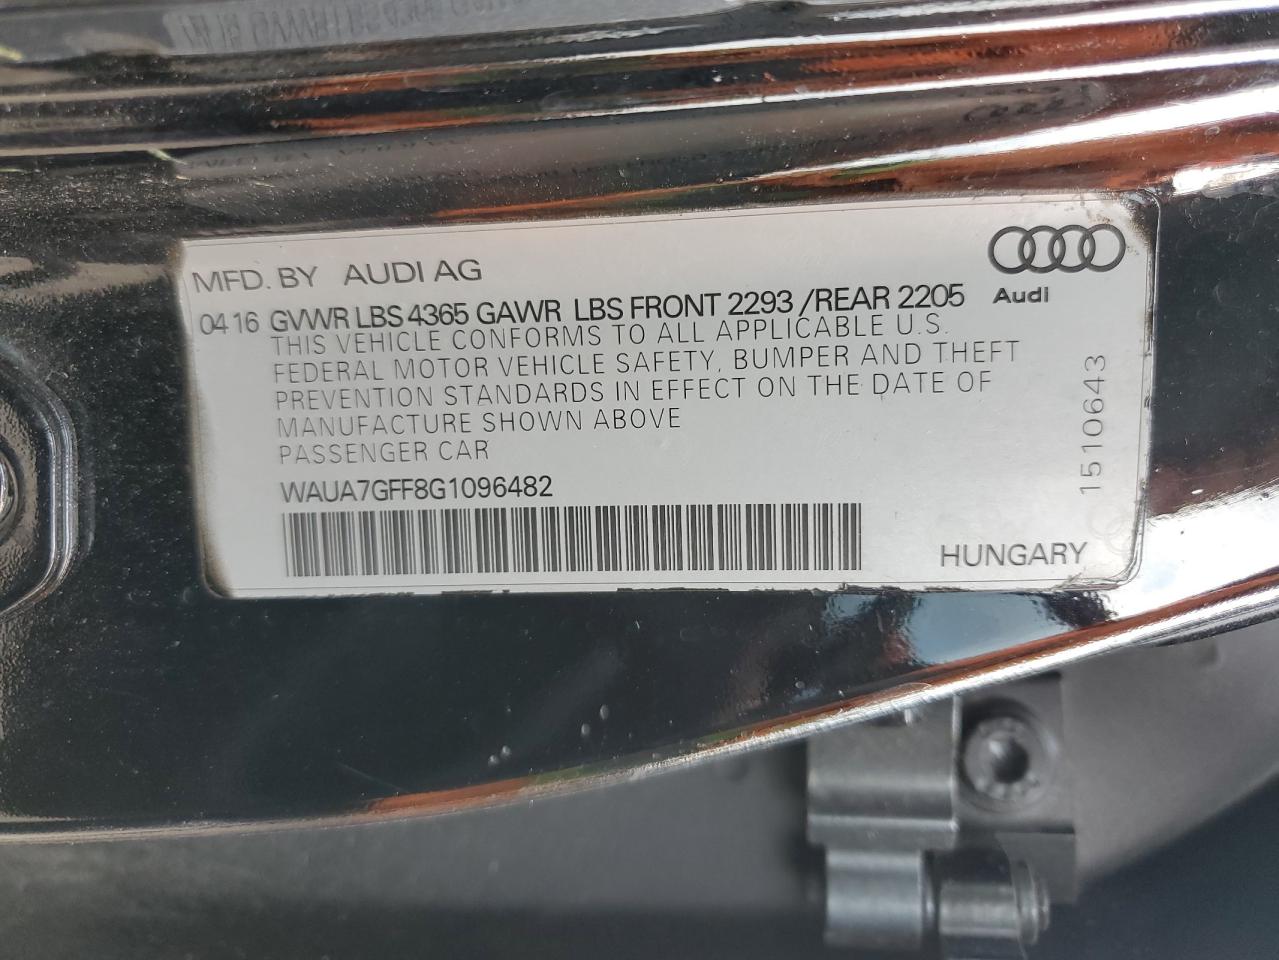 MFD. BY AUDI AG
Audi
04 16 GVWR LBS 4365 GAWR LBS FRONT 2293 /REAR 2205
THIS VEHICLE CONFORMS TO ALL APPLICABLE U.S.
FEDERAL MOTOR VEHICLE SAFETY, BUMPER AND THEFT
PREVENTION STANDARDS IN EFFECT ON THE DATE OF
MANUFACTURE SHOWN ABOVE
PASSENGER CAR
WAUA7GFF8G1096482
HUNGARY
1510643